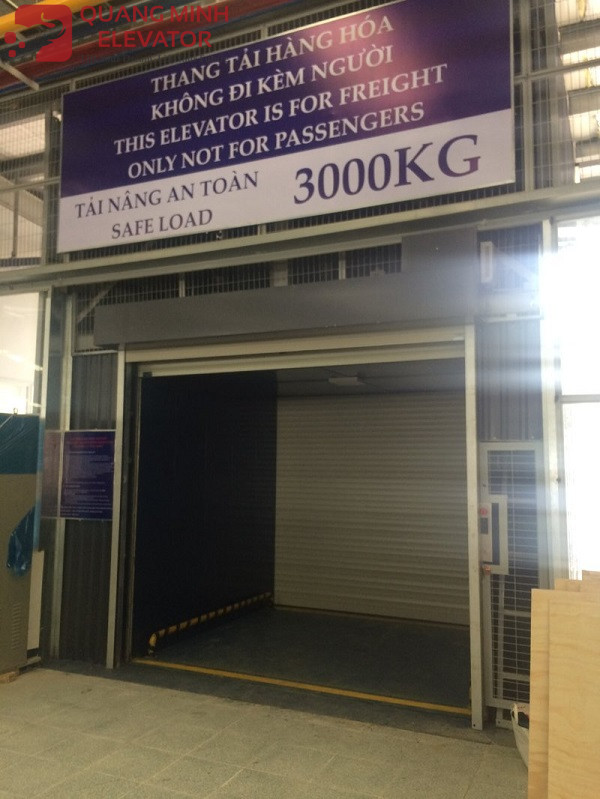 QUANG MINH
ELEVATOR
THANG TẢI HÀNG HÓA
KHÔNG ĐI KÈM NGƯỜI
THIS ELEVATOR IS FOR FREIGHT
ONLY NOT FOR PASSENGERS
TẢI NÂNG AN TOÀN
SAFE LOAD
3000KG